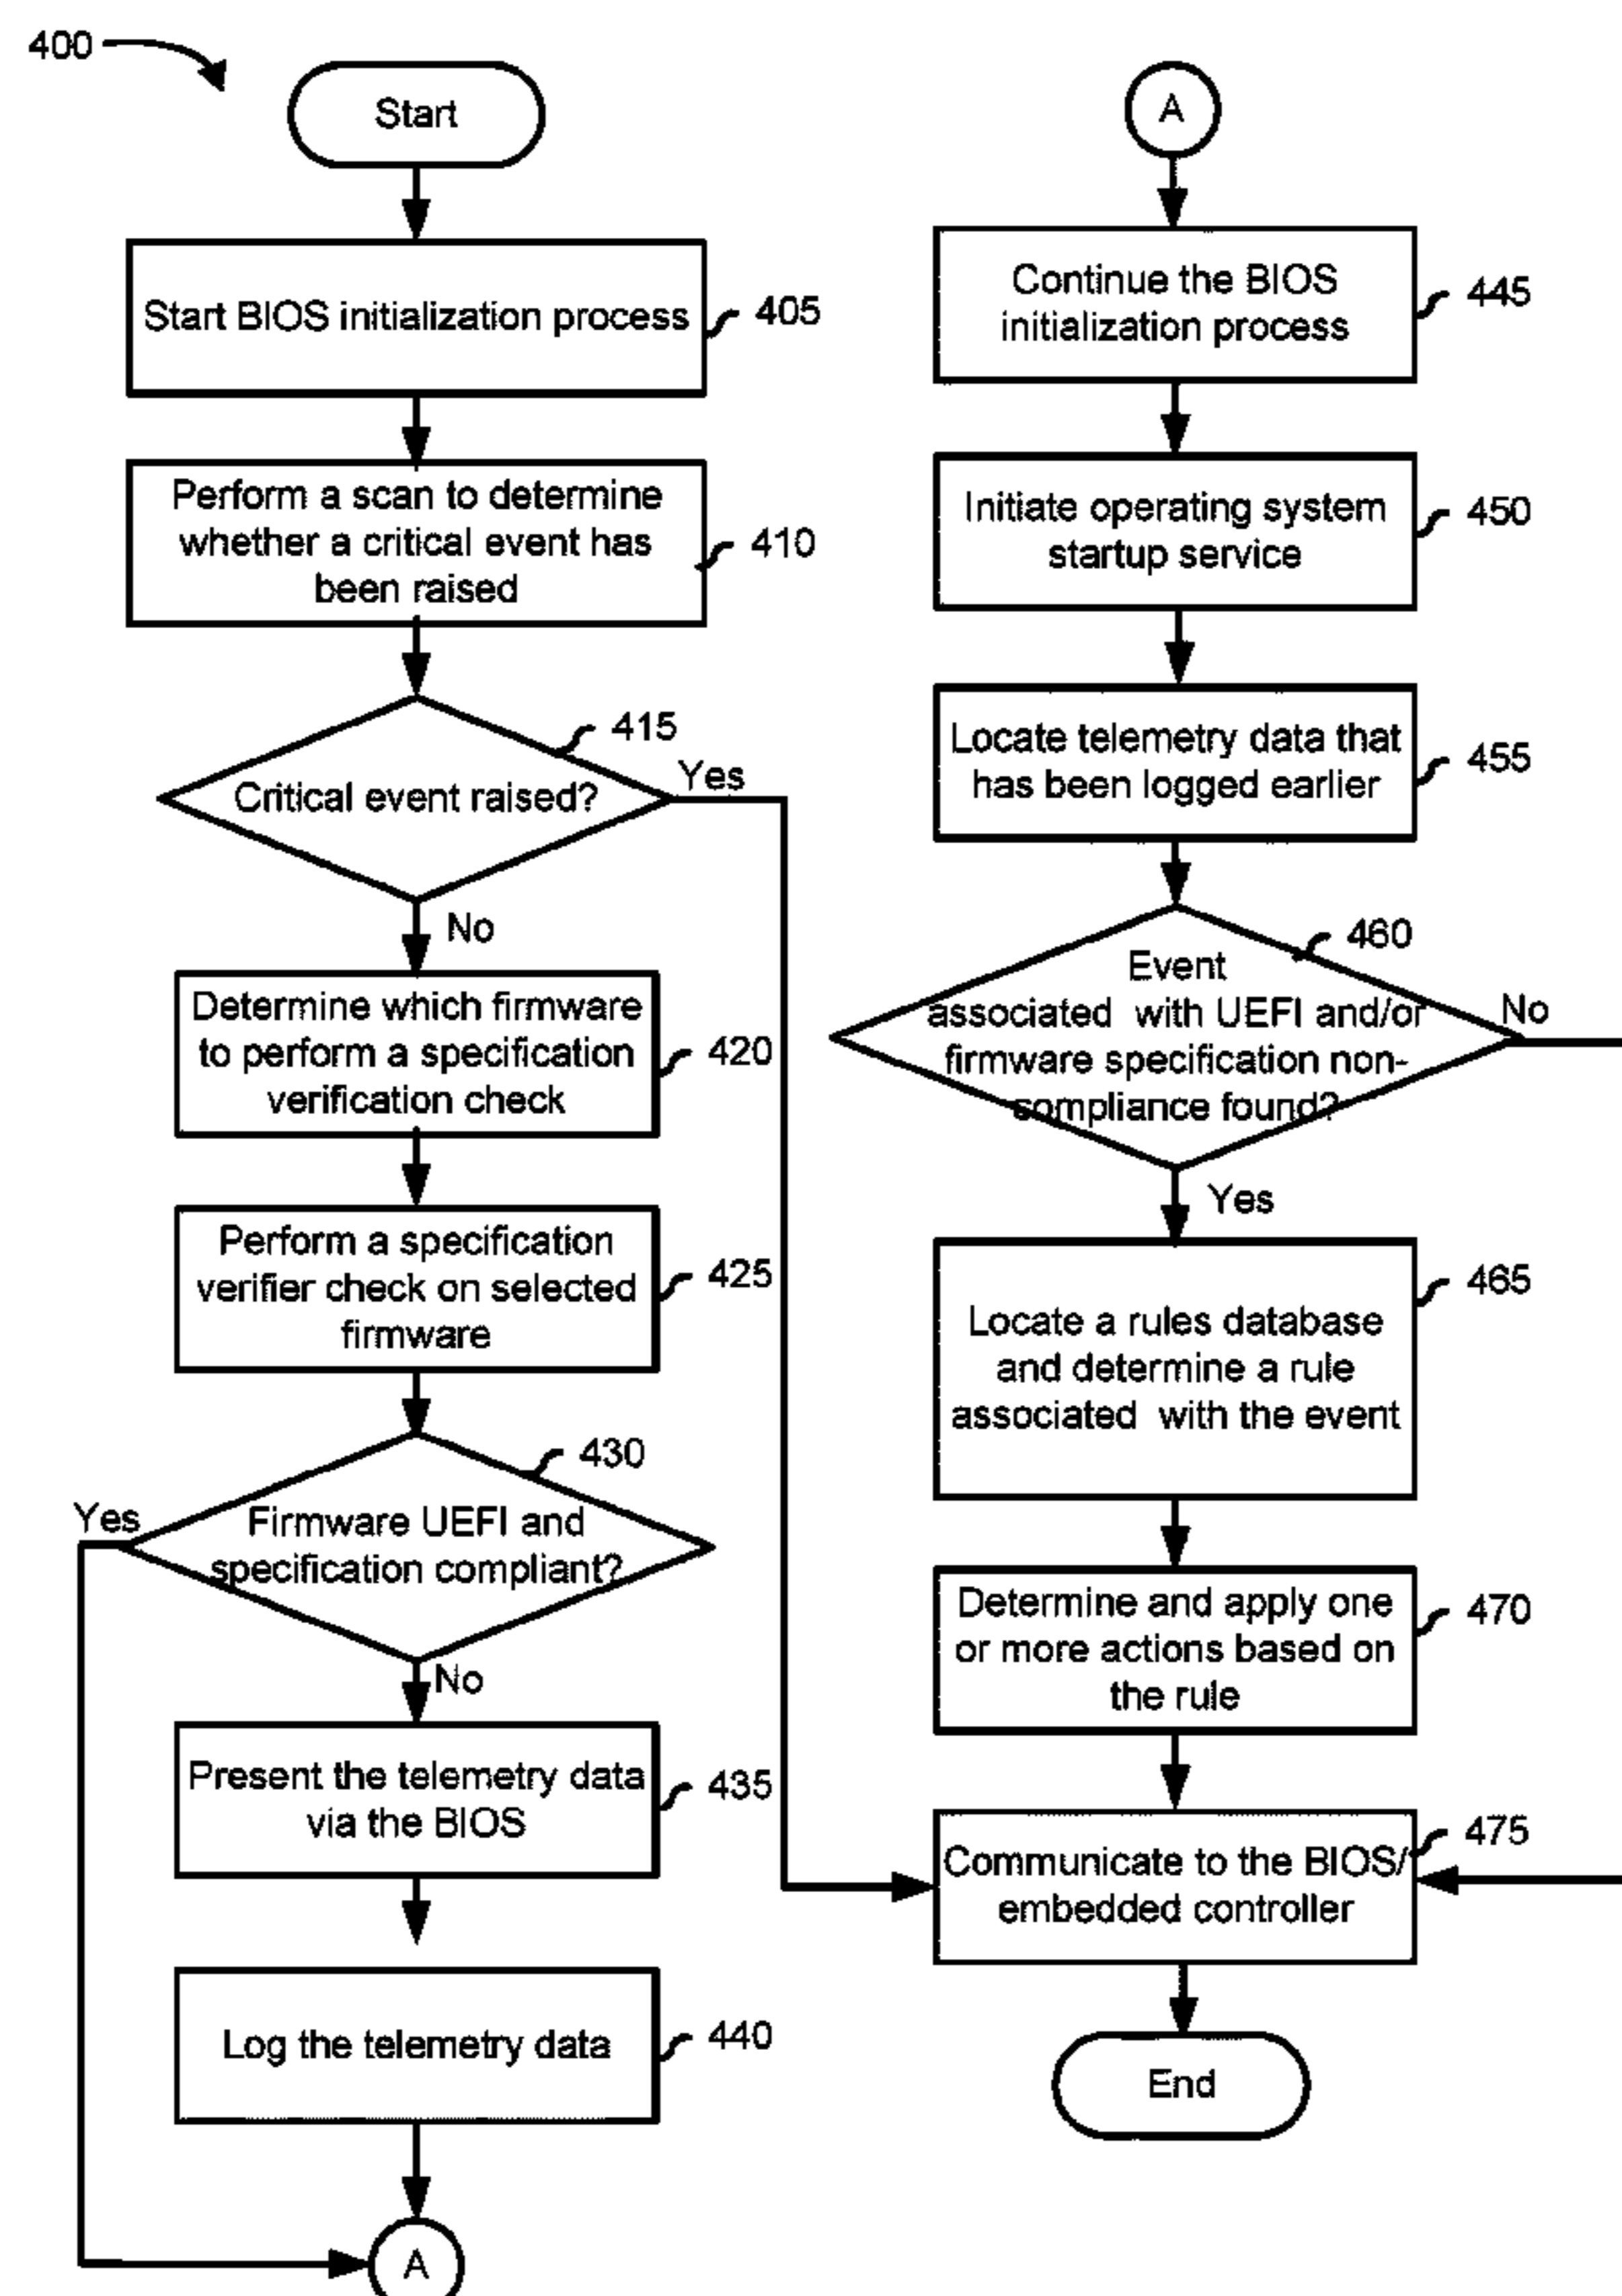 400
Start
Start BIOS initialization process
405
Perform a scan to determine
whether a critical event has
been raised
410
415
Critical event raised?
Yes
No
Determine which firmware
to perform a specification
verification check
420
Perform a specification
verifier check on selected
firmware
425
430
Firmware UEFI and
specification compliant?
Yes
No
Present the telemetry data
via the BIOS
435
Log the telemetry data
440
A
A
Continue the BIOS
initialization process
445
Initiate operating system
startup service
450
Locate telemetry data that
has been logged earlier
455
460
Event
associated with UEFI and/or
firmware specification non-
compliance found?
No
Yes
Locate a rules database
and determine a rule
associated with the event
465
Determine and apply one
or more actions based on
the rule
470
Communicate to the BIOS/
embedded controller
475
End